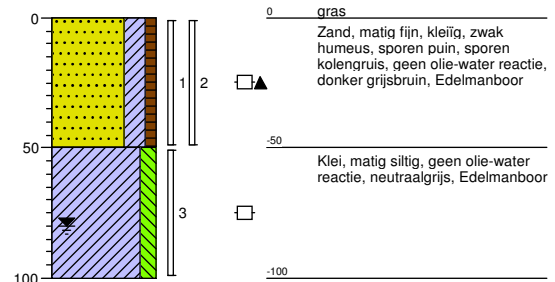 0
50
100
1
2
3
0
gras
Zand, matig fijn, kleiïg, zwak
humeus, sporen puin, sporen
kolengruis, geen olie-water reactie,
donker grijsbruin, Edelmanboor
-50
Klei, matig siltig, geen olie-water
reactie, neutraalgrijs, Edelmanboor
-100